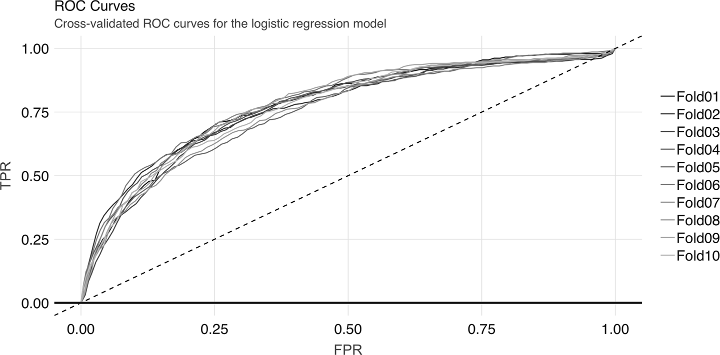 ROC Curves
Cross-validated ROC curves for the logistic regression model
1.00
0.75
0.50
0.25
0.00
TPR
0.00 0.25 0.50 0.75 1.00
FPR
Fold01
Fold02
Fold03
Fold04
Fold05
Fold06
Fold07
Fold08
Fold09
Fold10